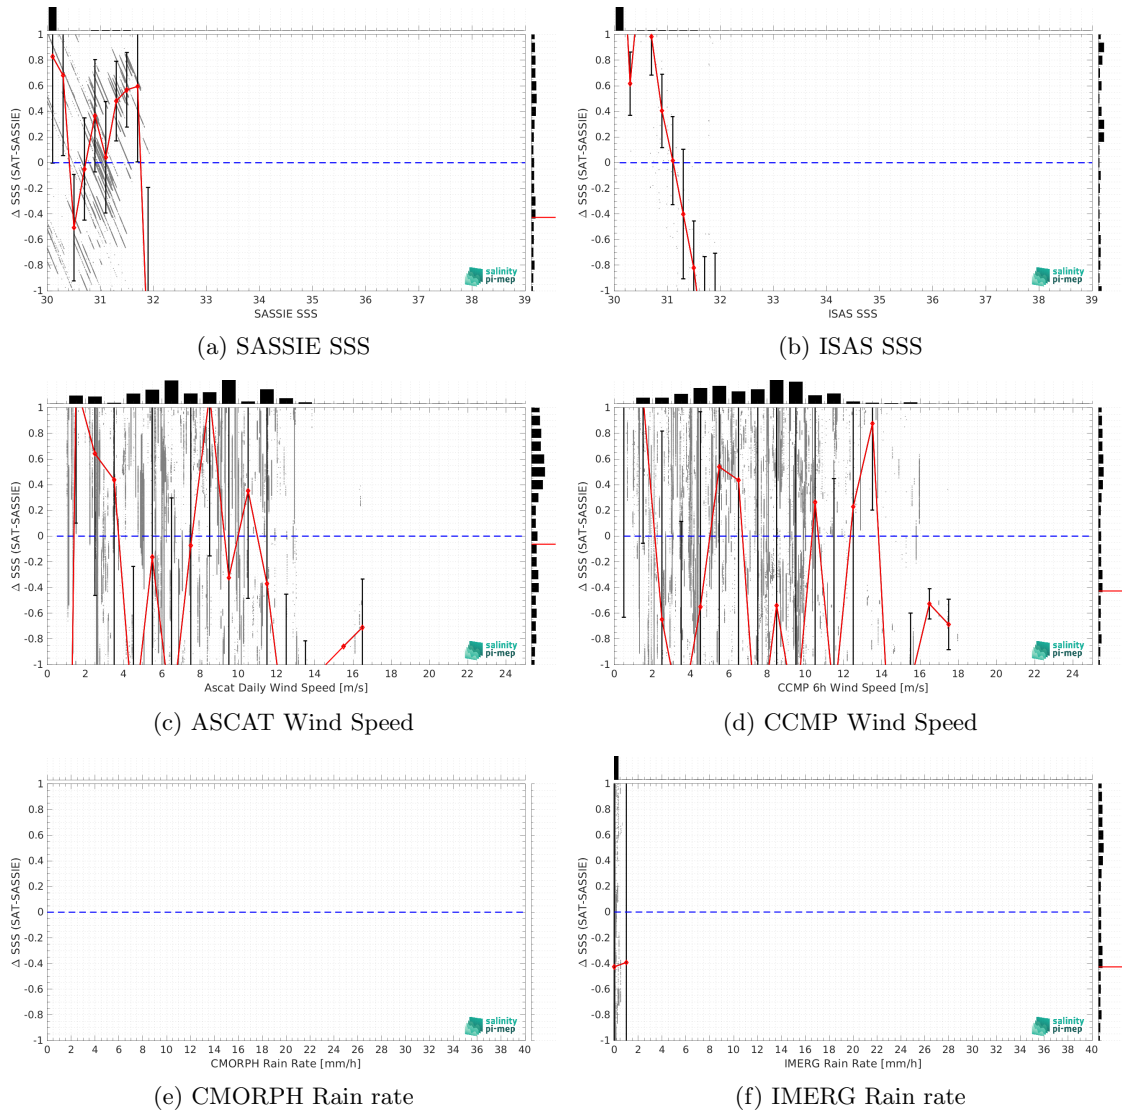 1
0.8
0.6
0.4
0.2
0
-0.2
-0.4
-0.6
-0.8
-1
Δ SSS (SAT-SASSIE)
salinity
pi-mep
30 31 32 33 34 35 36 37 38 39
SASSIE SSS
(a) SASSIE SSS
1
0.8
0.6
0.4
0.2
0
-0.2
-0.4
-0.6
-0.8
-1
Δ SSS (SAT-SASSIE)
salinity
pi-mep
30 31 32 33 34 35 36 37 38 39
ISAS SSS
(b) ISAS SSS
1
0.8
0.6
0.4
0.2
0
-0.2
-0.4
-0.6
-0.8
-1
Δ SSS (SAT-SASSIE)
salinity
pi-mep
0 2 4 6 8 10 12 14 16 18 20 22 24
Ascat Daily Wind Speed [m/s]
(c) ASCAT Wind Speed
1
0.8
0.6
0.4
0.2
0
-0.2
-0.4
-0.6
-0.8
-1
Δ SSS (SAT-SASSIE)
salinity
pi-mep
0 2 4 6 8 10 12 14 16 18 20 22 24
CCMP 6h Wind Speed [m/s]
(d) CCMP Wind Speed
1
0.8
0.6
0.4
0.2
0
-0.2
-0.4
-0.6
-0.8
-1
Δ SSS (SAT-SASSIE)
salinity
pi-mep
0 2 4 6 8 10 12 14 16 18 20 22 24 26 28 30 32 34 36 38 40
CMORPH Rain Rate [mm/h]
(e) CMORPH Rain rate
1
0.8
0.6
0.4
0.2
0
-0.2
-0.4
-0.6
-0.8
-1
Δ SSS (SAT-SASSIE)
salinity
pi-mep
0 2 4 6 8 10 12 14 16 18 20 22 24 26 28 30 32 34 36 38 40
IMERG Rain Rate [mm/h]
(f) IMERG Rain rate